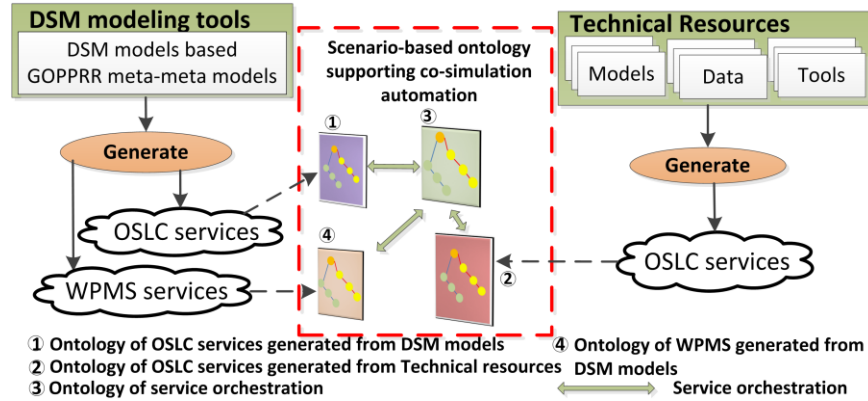 DSM modeling tools
DSM models based
GOPPRR meta-meta models
Generate
OSLC services
WPMS services
Scenario-based ontology
supporting co-simulation
automation
①
③
④
②
Technical Resources
Models
Data
Tools
Generate
OSLC services
① Ontology of OSLC services generated from DSM models
② Ontology of OSLC services generated from Technical resources
③ Ontology of service orchestration
④ Ontology of WPMS generated from
DSM models
Service orchestration